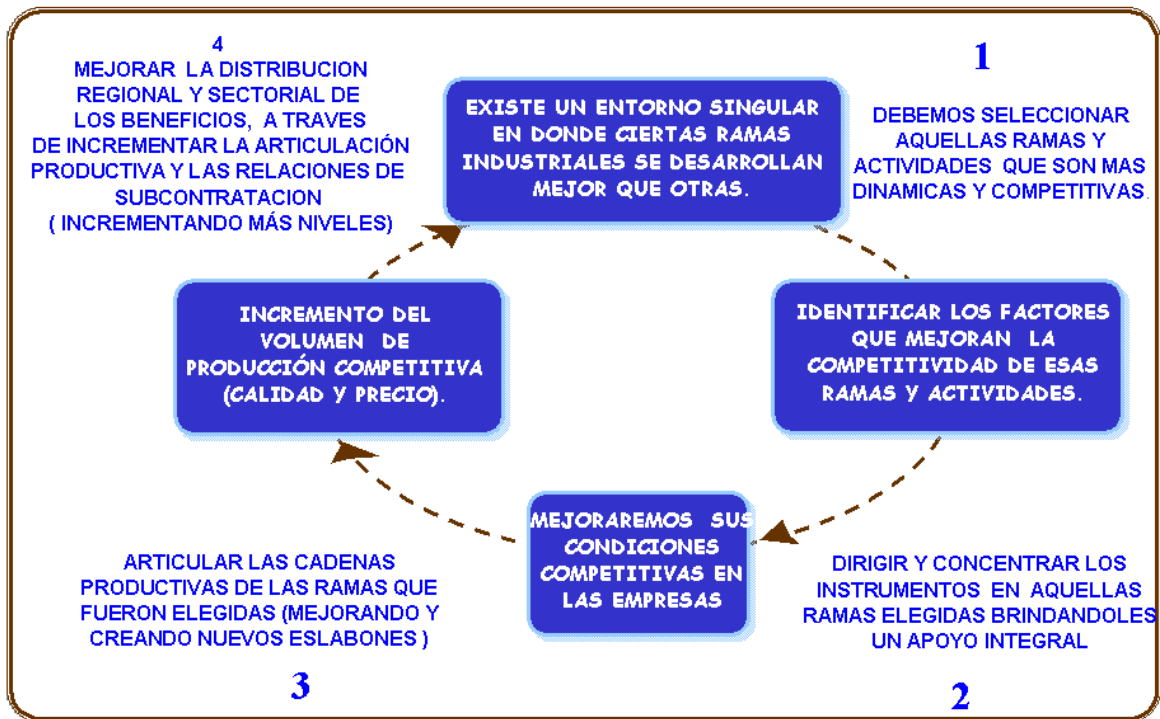 4
MEJORAR LA DISTRIBUCION
REGIONAL Y SECTORIAL DE
LOS BENEFICIOS, A TRAVES
DE INCREMENTAR LA ARTICULACIÓN
PRODUCTIVA Y LAS RELACIONES DE
SUBCONTRATACION
( INCREMENTANDO MÁS NIVELES)
EXISTE UN ENTORNO SINGULAR
EN DONDE CIERTAS RAMAS
INDUSTRIALES SE DESARROLLAN
MEJOR QUE OTRAS.
1
DEBEMOS SELECCIONAR
AQUELLAS RAMAS Y
ACTIVIDADES QUE SON MAS
DINAMICAS Y COMPETITIVAS.
INCREMENTO DEL
VOLUMEN DE
PRODUCCIÓN COMPETITIVA
(CALIDAD Y PRECIO).
IDENTIFICAR LOS FACTORES
QUE MEJORAN LA
COMPETITIVIDAD DE ESAS
RAMAS Y ACTIVIDADES.
MEJORAREMOS SUS
CONDICIONES
COMPETITIVAS EN
LAS EMPRESAS
ARTICULAR LAS CADENAS
PRODUCTIVAS DE LAS RAMAS QUE
FUERON ELEGIDAS (MEJORANDO Y
CREANDO NUEVOS ESLABONES )
3
DIRIGIR Y CONCENTRAR LOS
INSTRUMENTOS EN AQUELLAS
RAMAS ELEGIDAS BRINDANDOLES
UN APOYO INTEGRAL
2